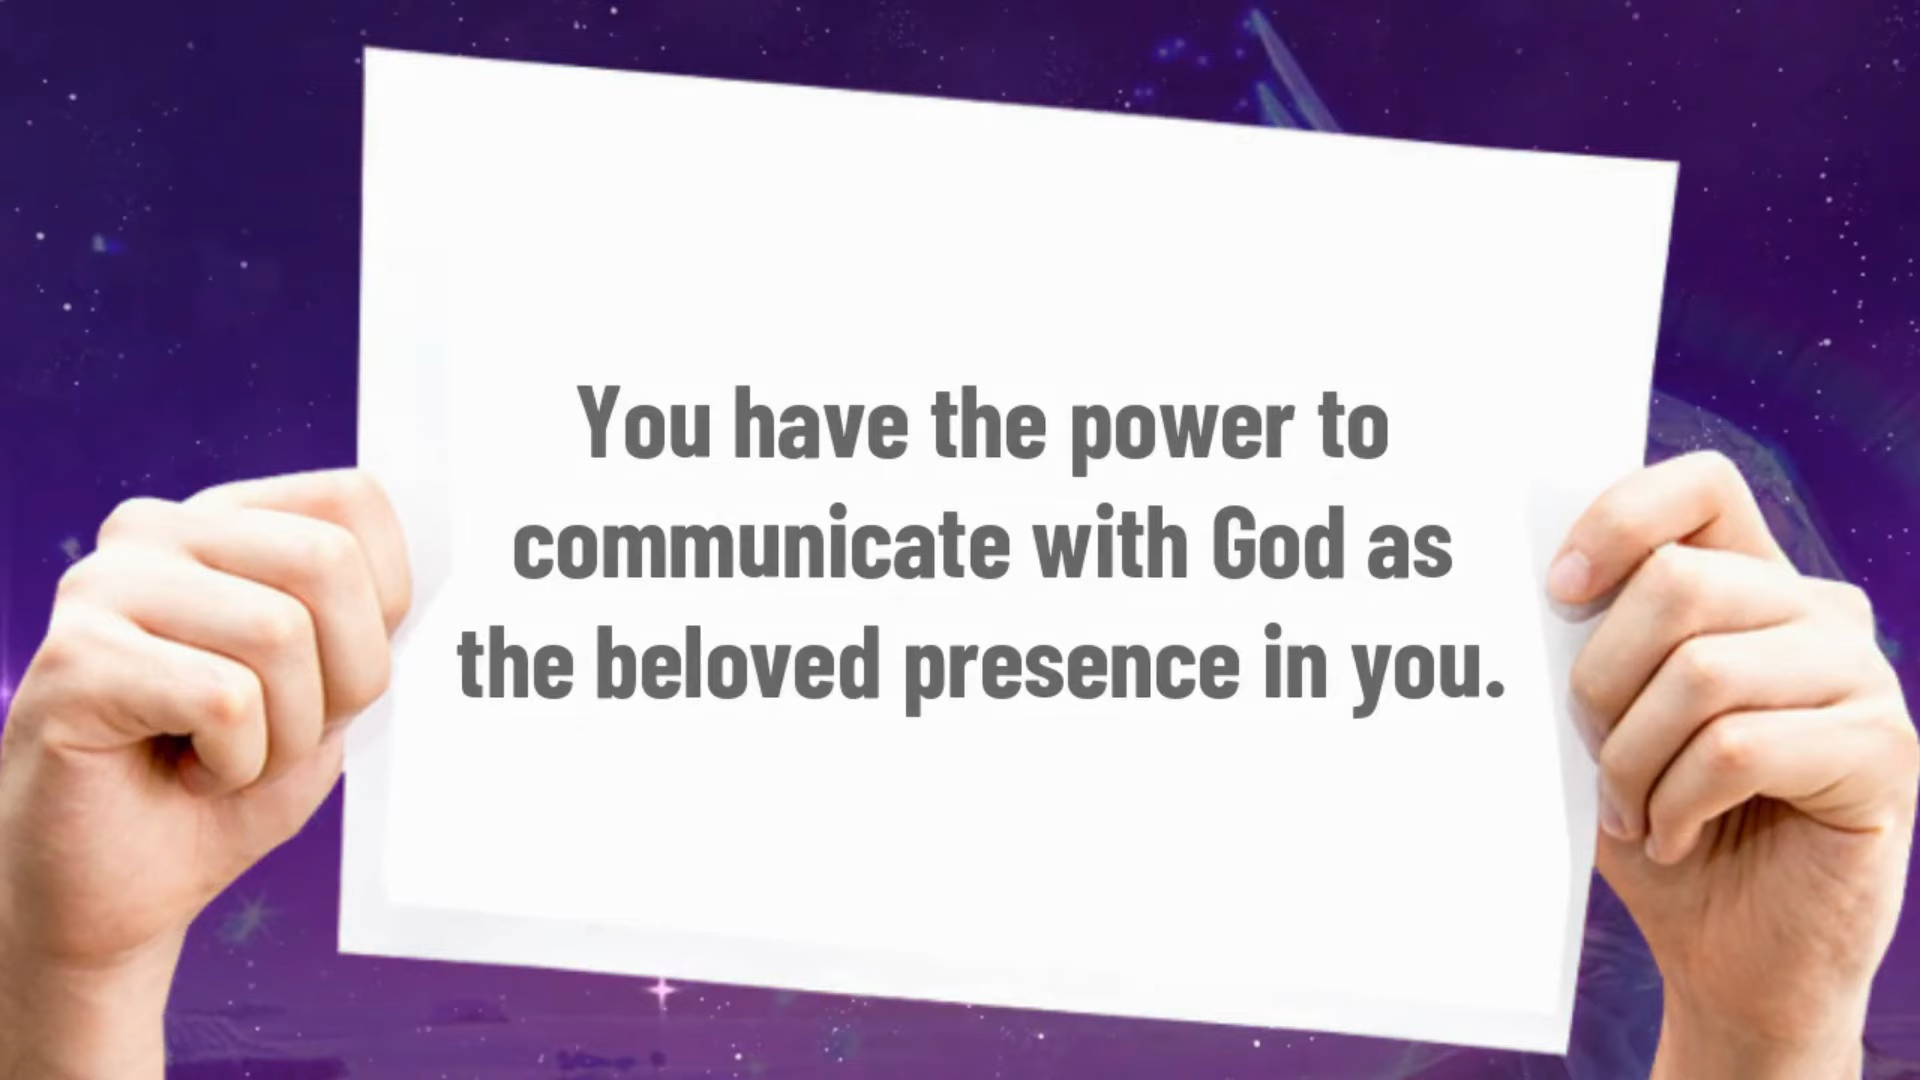 You have the power to
communicate with God as
the beloved presence in you.